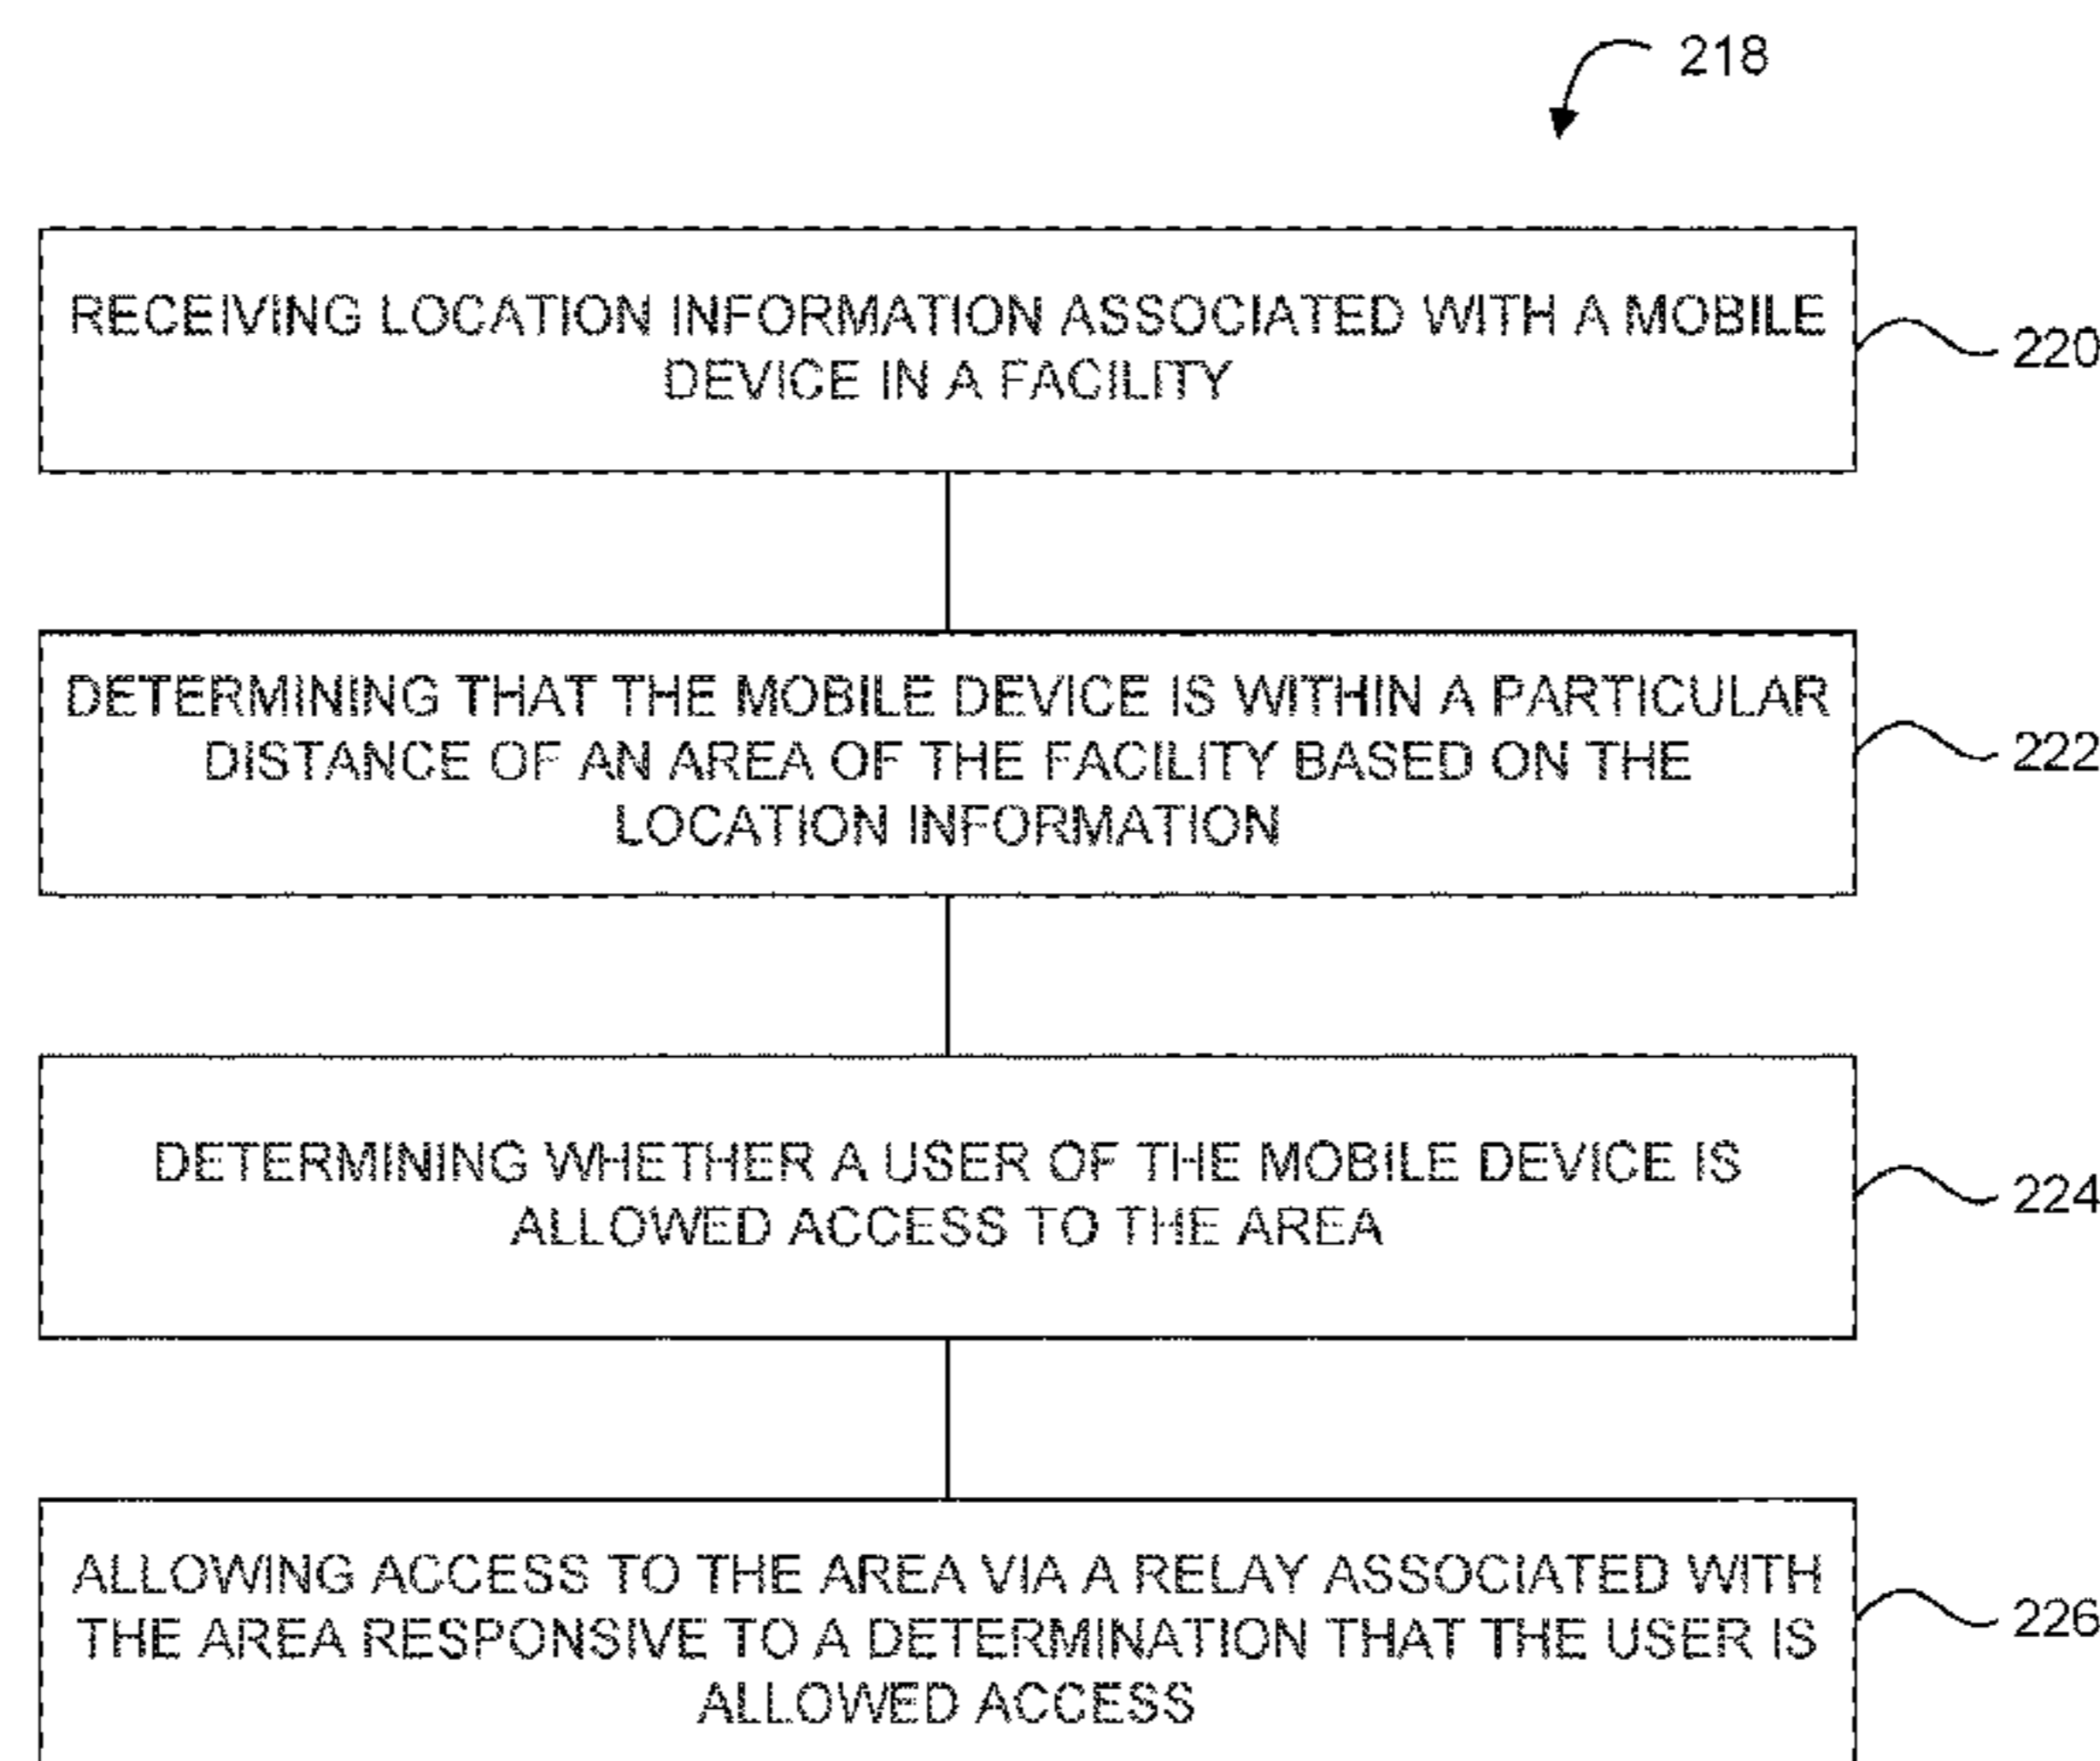 218
RECEIVING LOCATION INFORMATION ASSOCIATED WITH A MOBILE
DEVICE IN A FACILITY
220
DETERMINING THAT THE MOBILE DEVICE IS WITHIN A PARTICULAR
DISTANCE OF AN AREA OF THE FACILITY BASED ON THE
LOCATION INFORMATION
222
DETERMINING WHETHER A USER OF THE MOBILE DEVICE IS
ALLOWED ACCESS TO THE AREA
224
ALLOWING ACCESS TO THE AREA VIA A RELAY ASSOCIATED WITH
THE AREA RESPONSIVE TO A DETERMINATION THAT THE USER IS
ALLOWED ACCESS
226